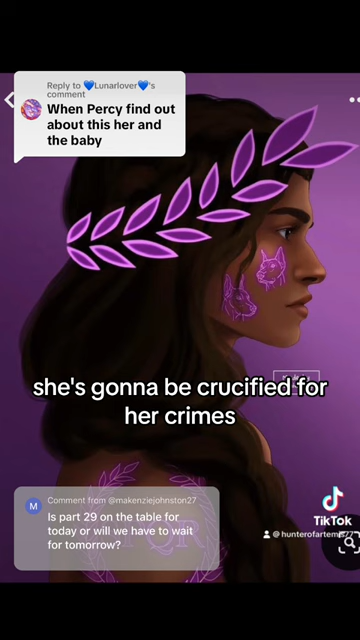 Reply to 💙Lunarlover💙's
comment
When Percy find out
about this her and
the baby
she's gonna be crucified for
her crimes
Comment from @makenziejohnston27
M
Is part 29 on the table for
today or will we have to wait
for tomorrow?
TikTok